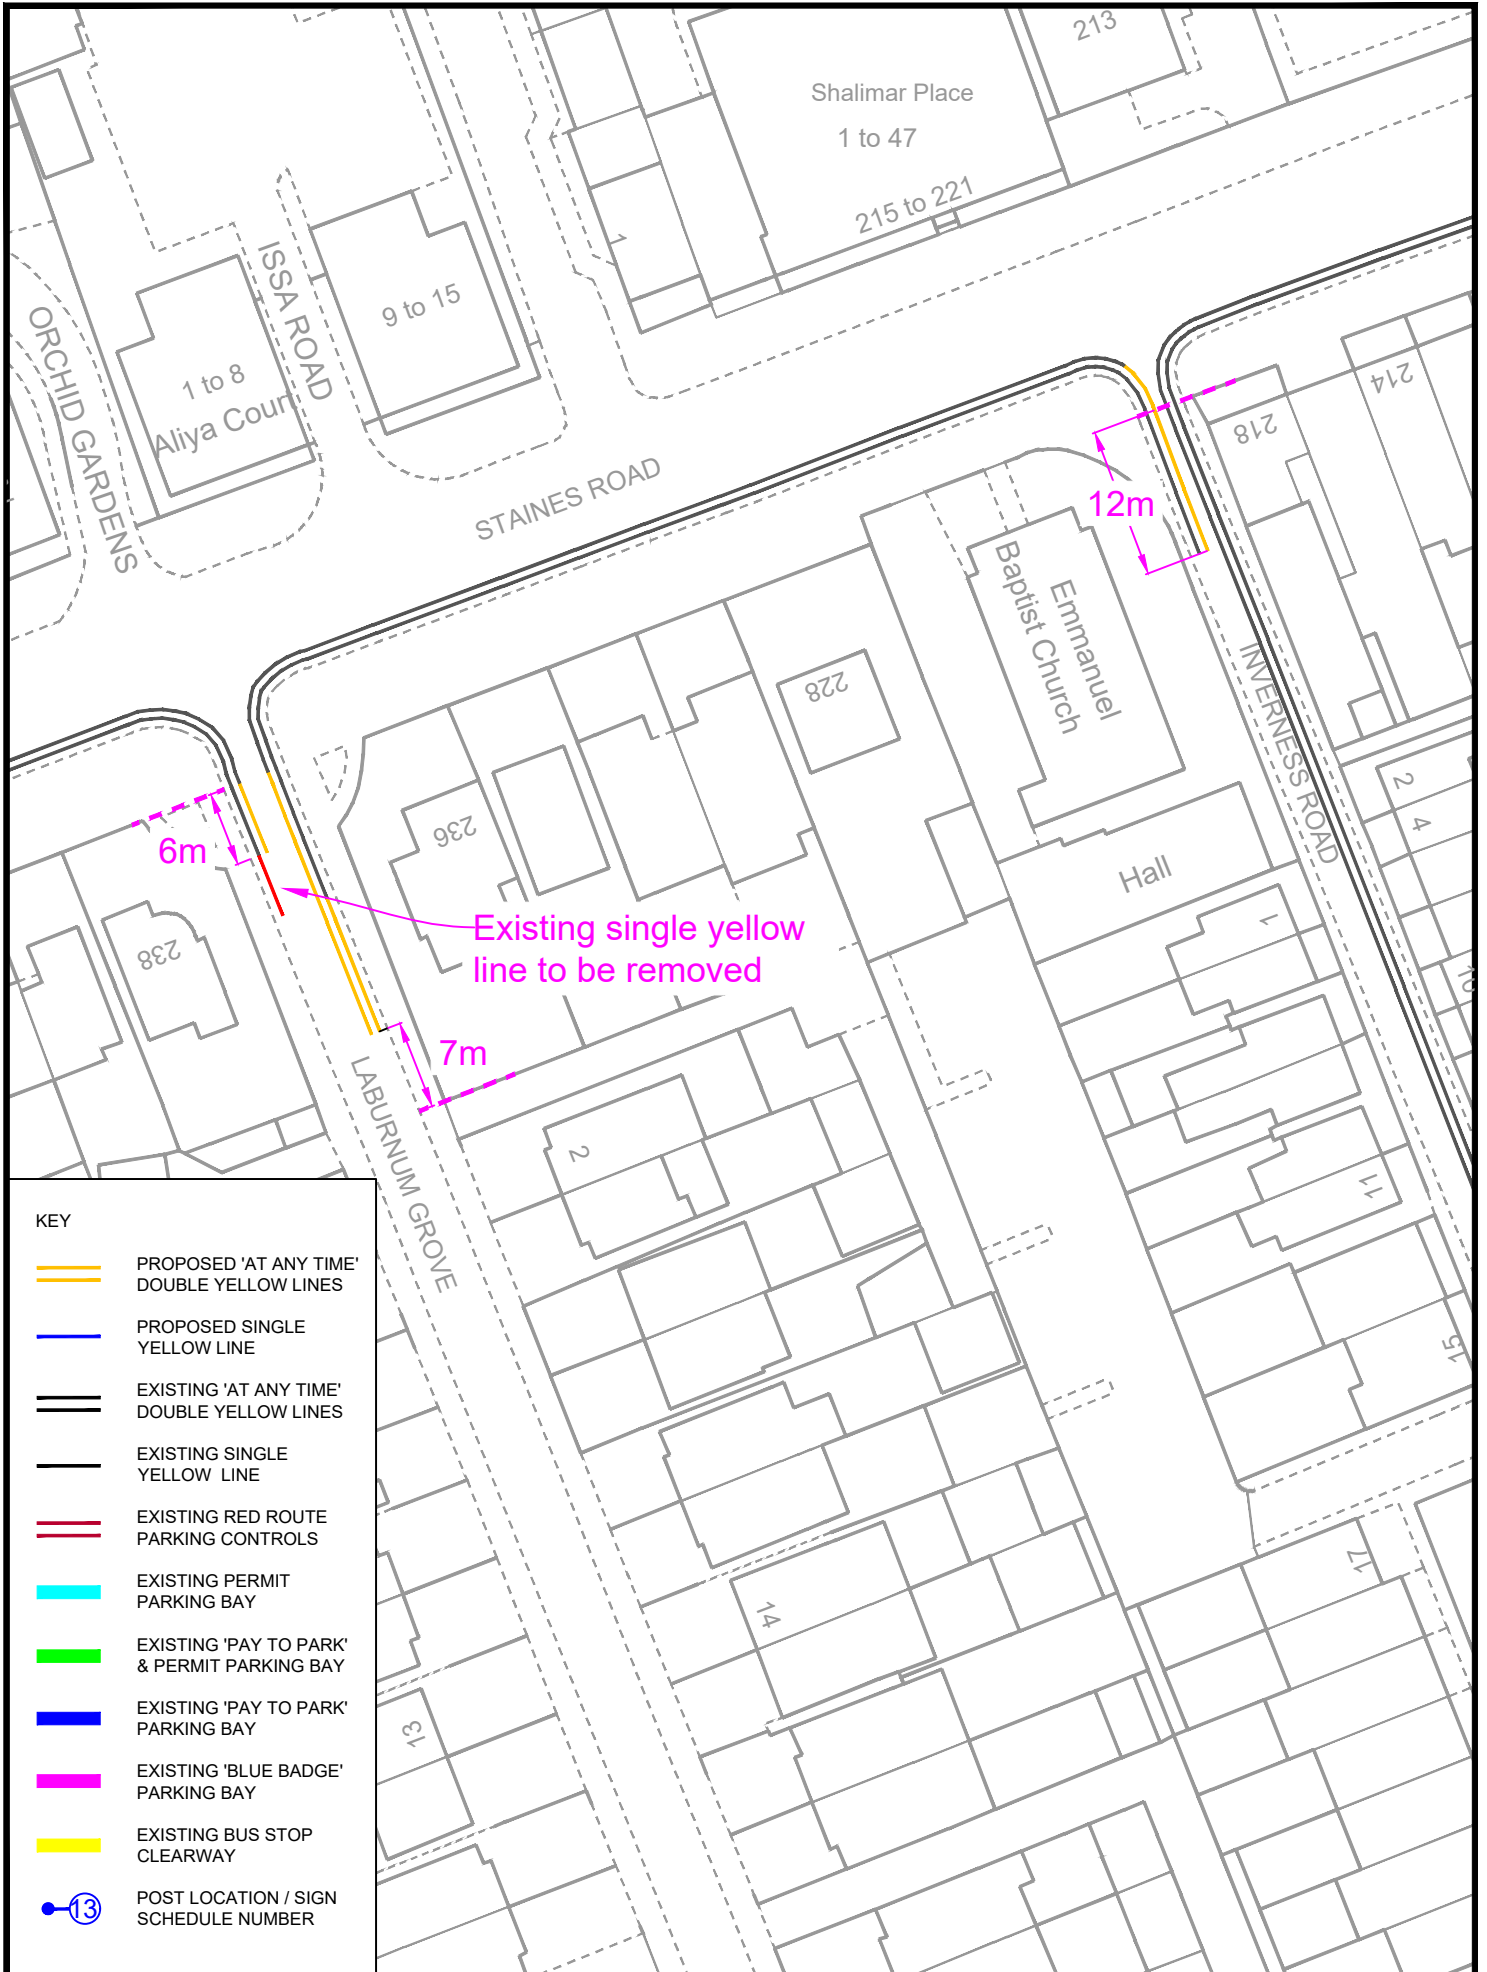 213
Shalimar Place
1 to 47
215 to 221
1
ISSA ROAD
9 to 15
ORCHID GARDENS
1 to 8
Aliya Court
STAINES ROAD
214
218
12m
Emmanuel
Baptist Church
INVERNESS ROAD
228
236
2
4
6m
Hall
Existing single yellow
line to be removed
238
1
10
7m
LABURNUM GROVE
2
11
15
14
17
13
KEY
PROPOSED 'AT ANY TIME'
DOUBLE YELLOW LINES
PROPOSED SINGLE
YELLOW LINE
EXISTING 'AT ANY TIME'
DOUBLE YELLOW LINES
EXISTING SINGLE
YELLOW LINE
EXISTING RED ROUTE
PARKING CONTROLS
EXISTING PERMIT
PARKING BAY
EXISTING 'PAY TO PARK'
& PERMIT PARKING BAY
EXISTING 'PAY TO PARK'
PARKING BAY
EXISTING 'BLUE BADGE'
PARKING BAY
EXISTING BUS STOP
CLEARWAY
13
POST LOCATION / SIGN
SCHEDULE NUMBER